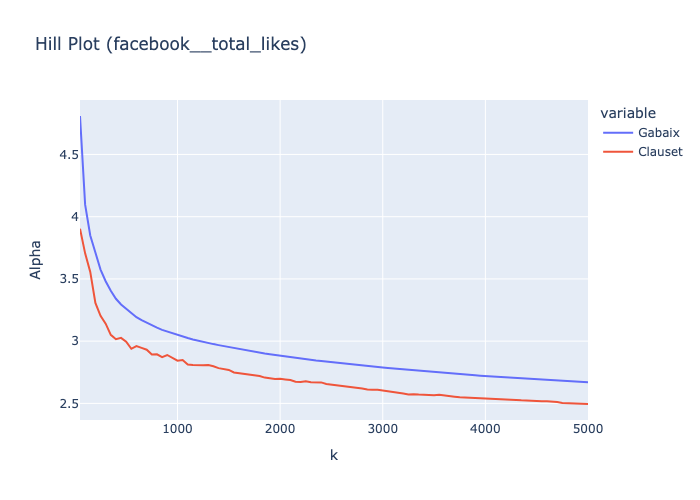 Hill Plot (facebook__total_likes)
variable
Gabaix
Clauset
4.5
4
3.5
3
2.5
Alpha
1000
2000
3000
4000
5000
k